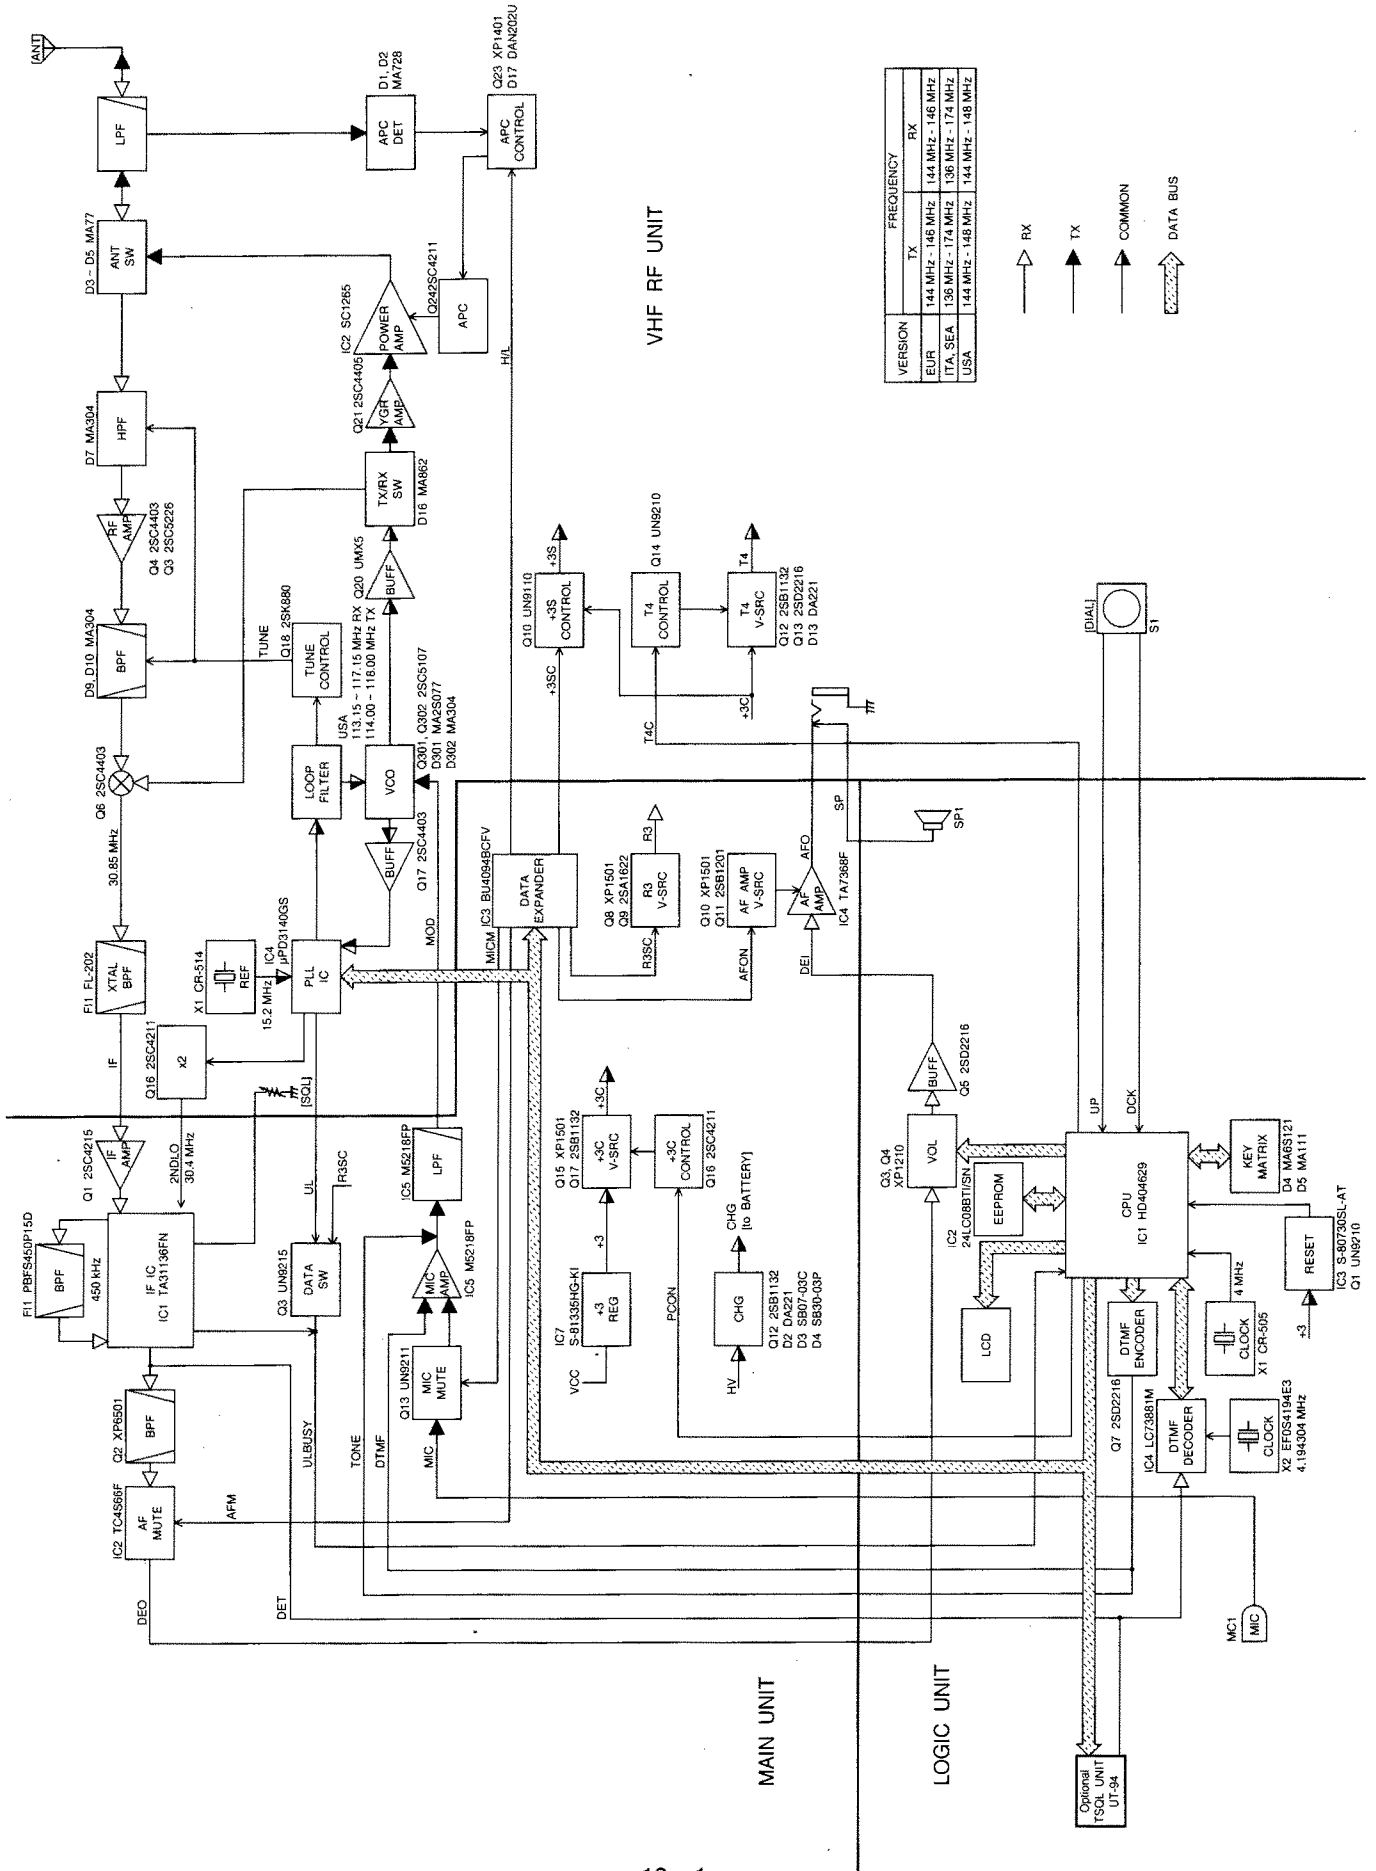 [ANT]
LPF
D3 ~ D5 MA77
ANT
SW
D7 MA304
HPF
RF
AMP
Q4 2SC4403
Q3 2SC5226
D9, D10 MA304
BPF
Q6 2SC4403
30.85 MHz
FI1 FL-202
XTAL
BPF
IF
Q1 2SC4215
IF
AMP
FI1 PBFS450P15D
BPF
450 kHz
IF IC
IC1 TA31136FN
Q2 XP6501
BPF
IC2 TC4S66F
AF
MUTE
DEO
DET
AFM
ULBUSY
TONE
DTMF
MIC
D1, D2
MA728
APC
DET
Q23 XP1401
D17 DAN202U
APC
CONTROL
Q24 2SC4211
APC
IC2 SC1265
POWER
AMP
Q21 2SC4405
YGR
AMP
TX/RX
SW
D16 MA862
Q20 UMX5
BUFF
TUNE
Q18 2SK880
TUNE
CONTROL
USA
113.15 ~ 117.15 MHz RX
114.00 ~ 118.00 MHz TX
LOOP
FILTER
VCO
Q301, Q302 2SC5107
D301 MA2S077
D302 MA304
BUFF
Q17 2SC4403
X1 CR-514
REF
15.2 MHz
IC4
µPD3140GS
PLL
IC
MOD
Q16 2SC4211
x2
2NDLO
30.4 MHz
[SQL]
UL
R3SC
Q3 UN9215
DATA
SW
IC5 M5218FP
LPF
MIC
AMP
IC5 M5218FP
Q13 UN9211
MIC
MUTE
H/L
VHF RF UNIT
MICM
IC3 BU4094BCFV
DATA
EXPANDER
+3SC
Q10 UN9110
+3S
CONTROL
+3S
Q14 UN9210
T4
CONTROL
T4C
T4
V-SRC
T4
Q12 2SB1132
Q13 2SD2216
D13 DA221
+3C
Q8 XP1501
Q9 2SA1622
R3
V-SRC
R3
R3SC
Q10 XP1501
Q11 2SB1201
AF AMP
V-SRC
AFON
AF
AMP
IC4 TA7368F
AFO
DEI
SP
SP1
Q15 XP1501
Q17 2SB1132
+3C
V-SRC
+3C
+3C
CONTROL
Q16 2SC4211
IC7
S-81335HG-KI
+3
REG
+3
VCC
PCON
HV
CHG
CHG
[to BATTERY]
Q12 2SB1132
D2 DA221
D3 SB07-03C
D4 SB30-03P
MAIN UNIT
LOGIC UNIT
BUFF
Q5 2SD2216
Q3, Q4
XP1210
VOL
IC2
24LC08BTI/SN
EEPROM
LCD
CPU
IC1 HD404629
UP
DCK
[DIAL]
S1
KEY
MATRIX
D4 MA6S121
D5 MA111
RESET
IC3 S-80730SL-AT
Q1 UN9210
+3
4 MHz
CLOCK
X1 CR-505
DTMF
ENCODER
Q7 2SD2216
IC4 LC73881M
DTMF
DECODER
CLOCK
X2 EF0S4194E3
4.194304 MHz
MC1
MIC
Optional
TSQL UNIT
UT-94
VERSION FREQUENCY
TX RX
EUR 144 MHz - 146 MHz 144 MHz - 146 MHz
ITA, SEA 136 MHz - 174 MHz 136 MHz - 174 MHz
USA 144 MHz - 148 MHz 144 MHz - 148 MHz
RX
TX
COMMON
DATA BUS